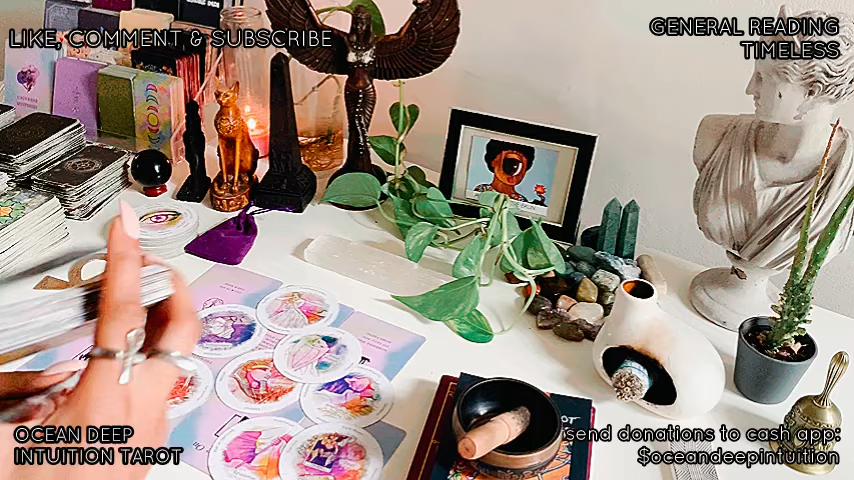 LIKE, COMMENT & SUBSCRIBE
GENERAL READING
TIMELESS
OCEAN DEEP
INTUITION TAROT
send donations to cash app:
$oceandeepintuition